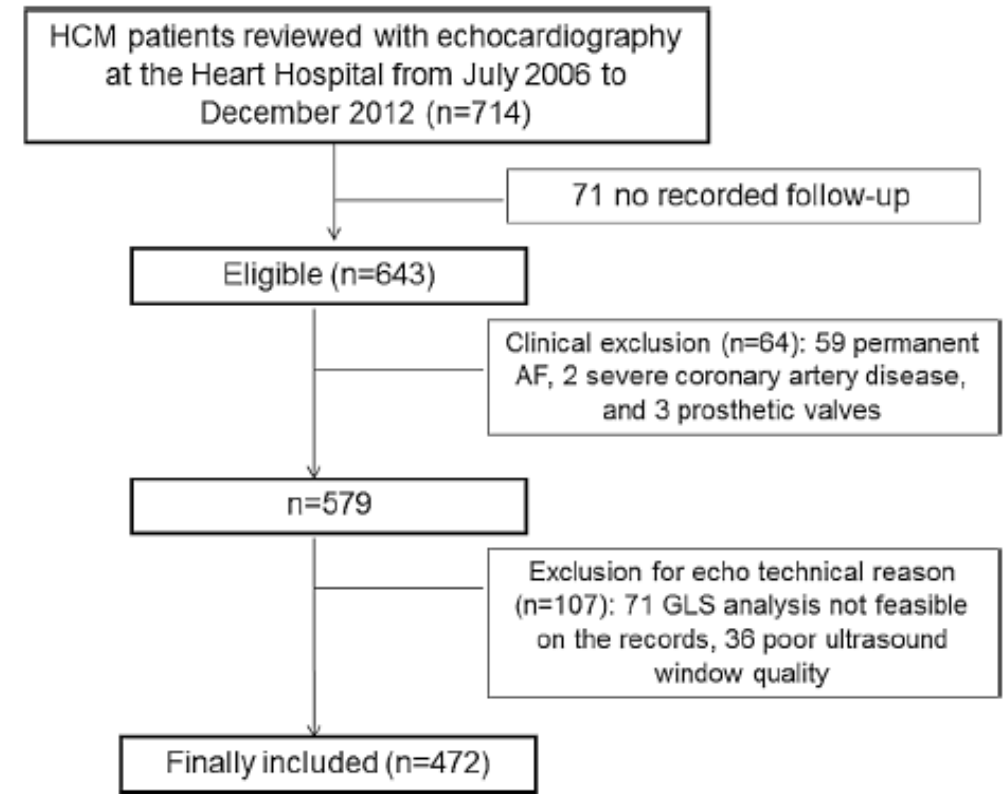 HCM patients reviewed with echocardiography
at the Heart Hospital from July 2006 to
December 2012 (n=714)
71 no recorded follow-up
Eligible (n=643)
Clinical exclusion (n=64): 59 permanent
AF, 2 severe coronary artery disease,
and 3 prosthetic valves
n=579
Exclusion for echo technical reason
(n=107): 71 GLS analysis not feasible
on the records, 36 poor ultrasound
window quality
Finally included (n=472)